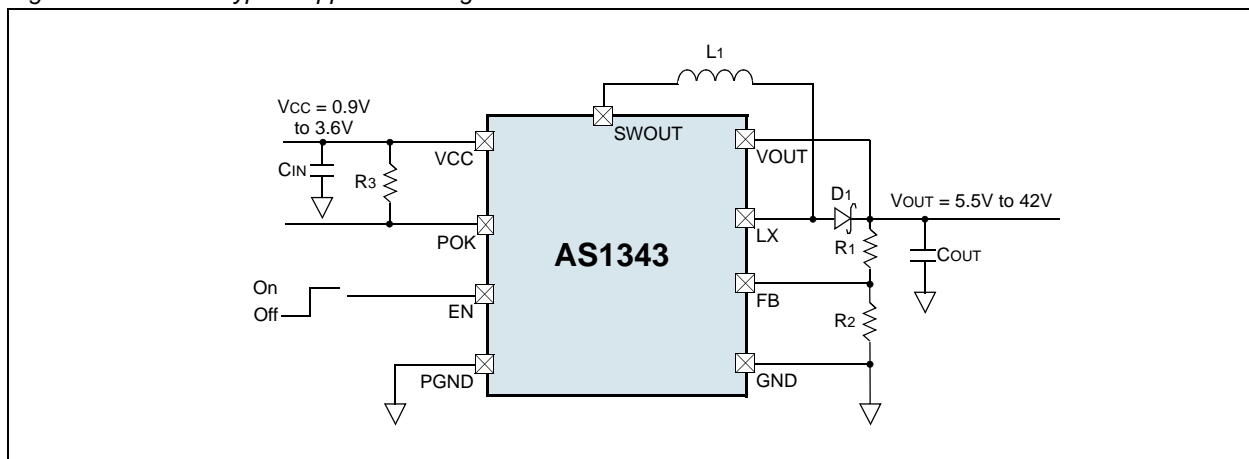 L1
VCC = 0.9V
to 3.6V
SWOUT
VCC
VOUT
CIN
R3
D1
VOUT = 5.5V to 42V
POK
LX
R1
COUT
AS1343
On
Off
EN
FB
R2
PGND
GND